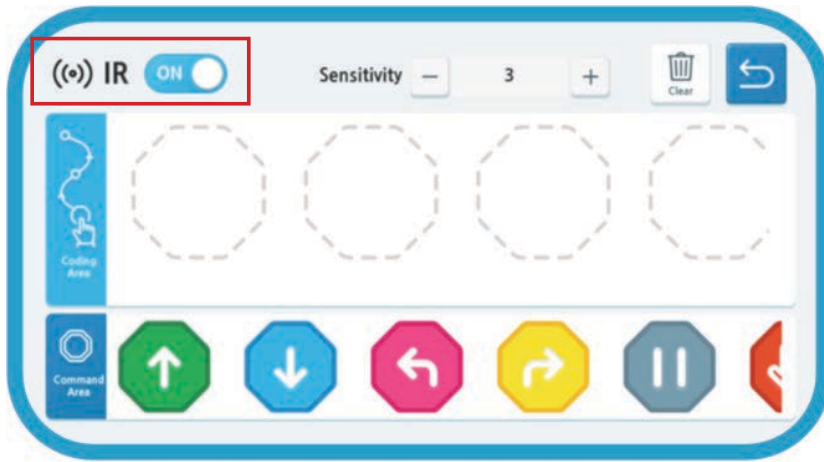 IR ON
Sensitivity − 3 +
Clear
Coding
Area
Command
Area